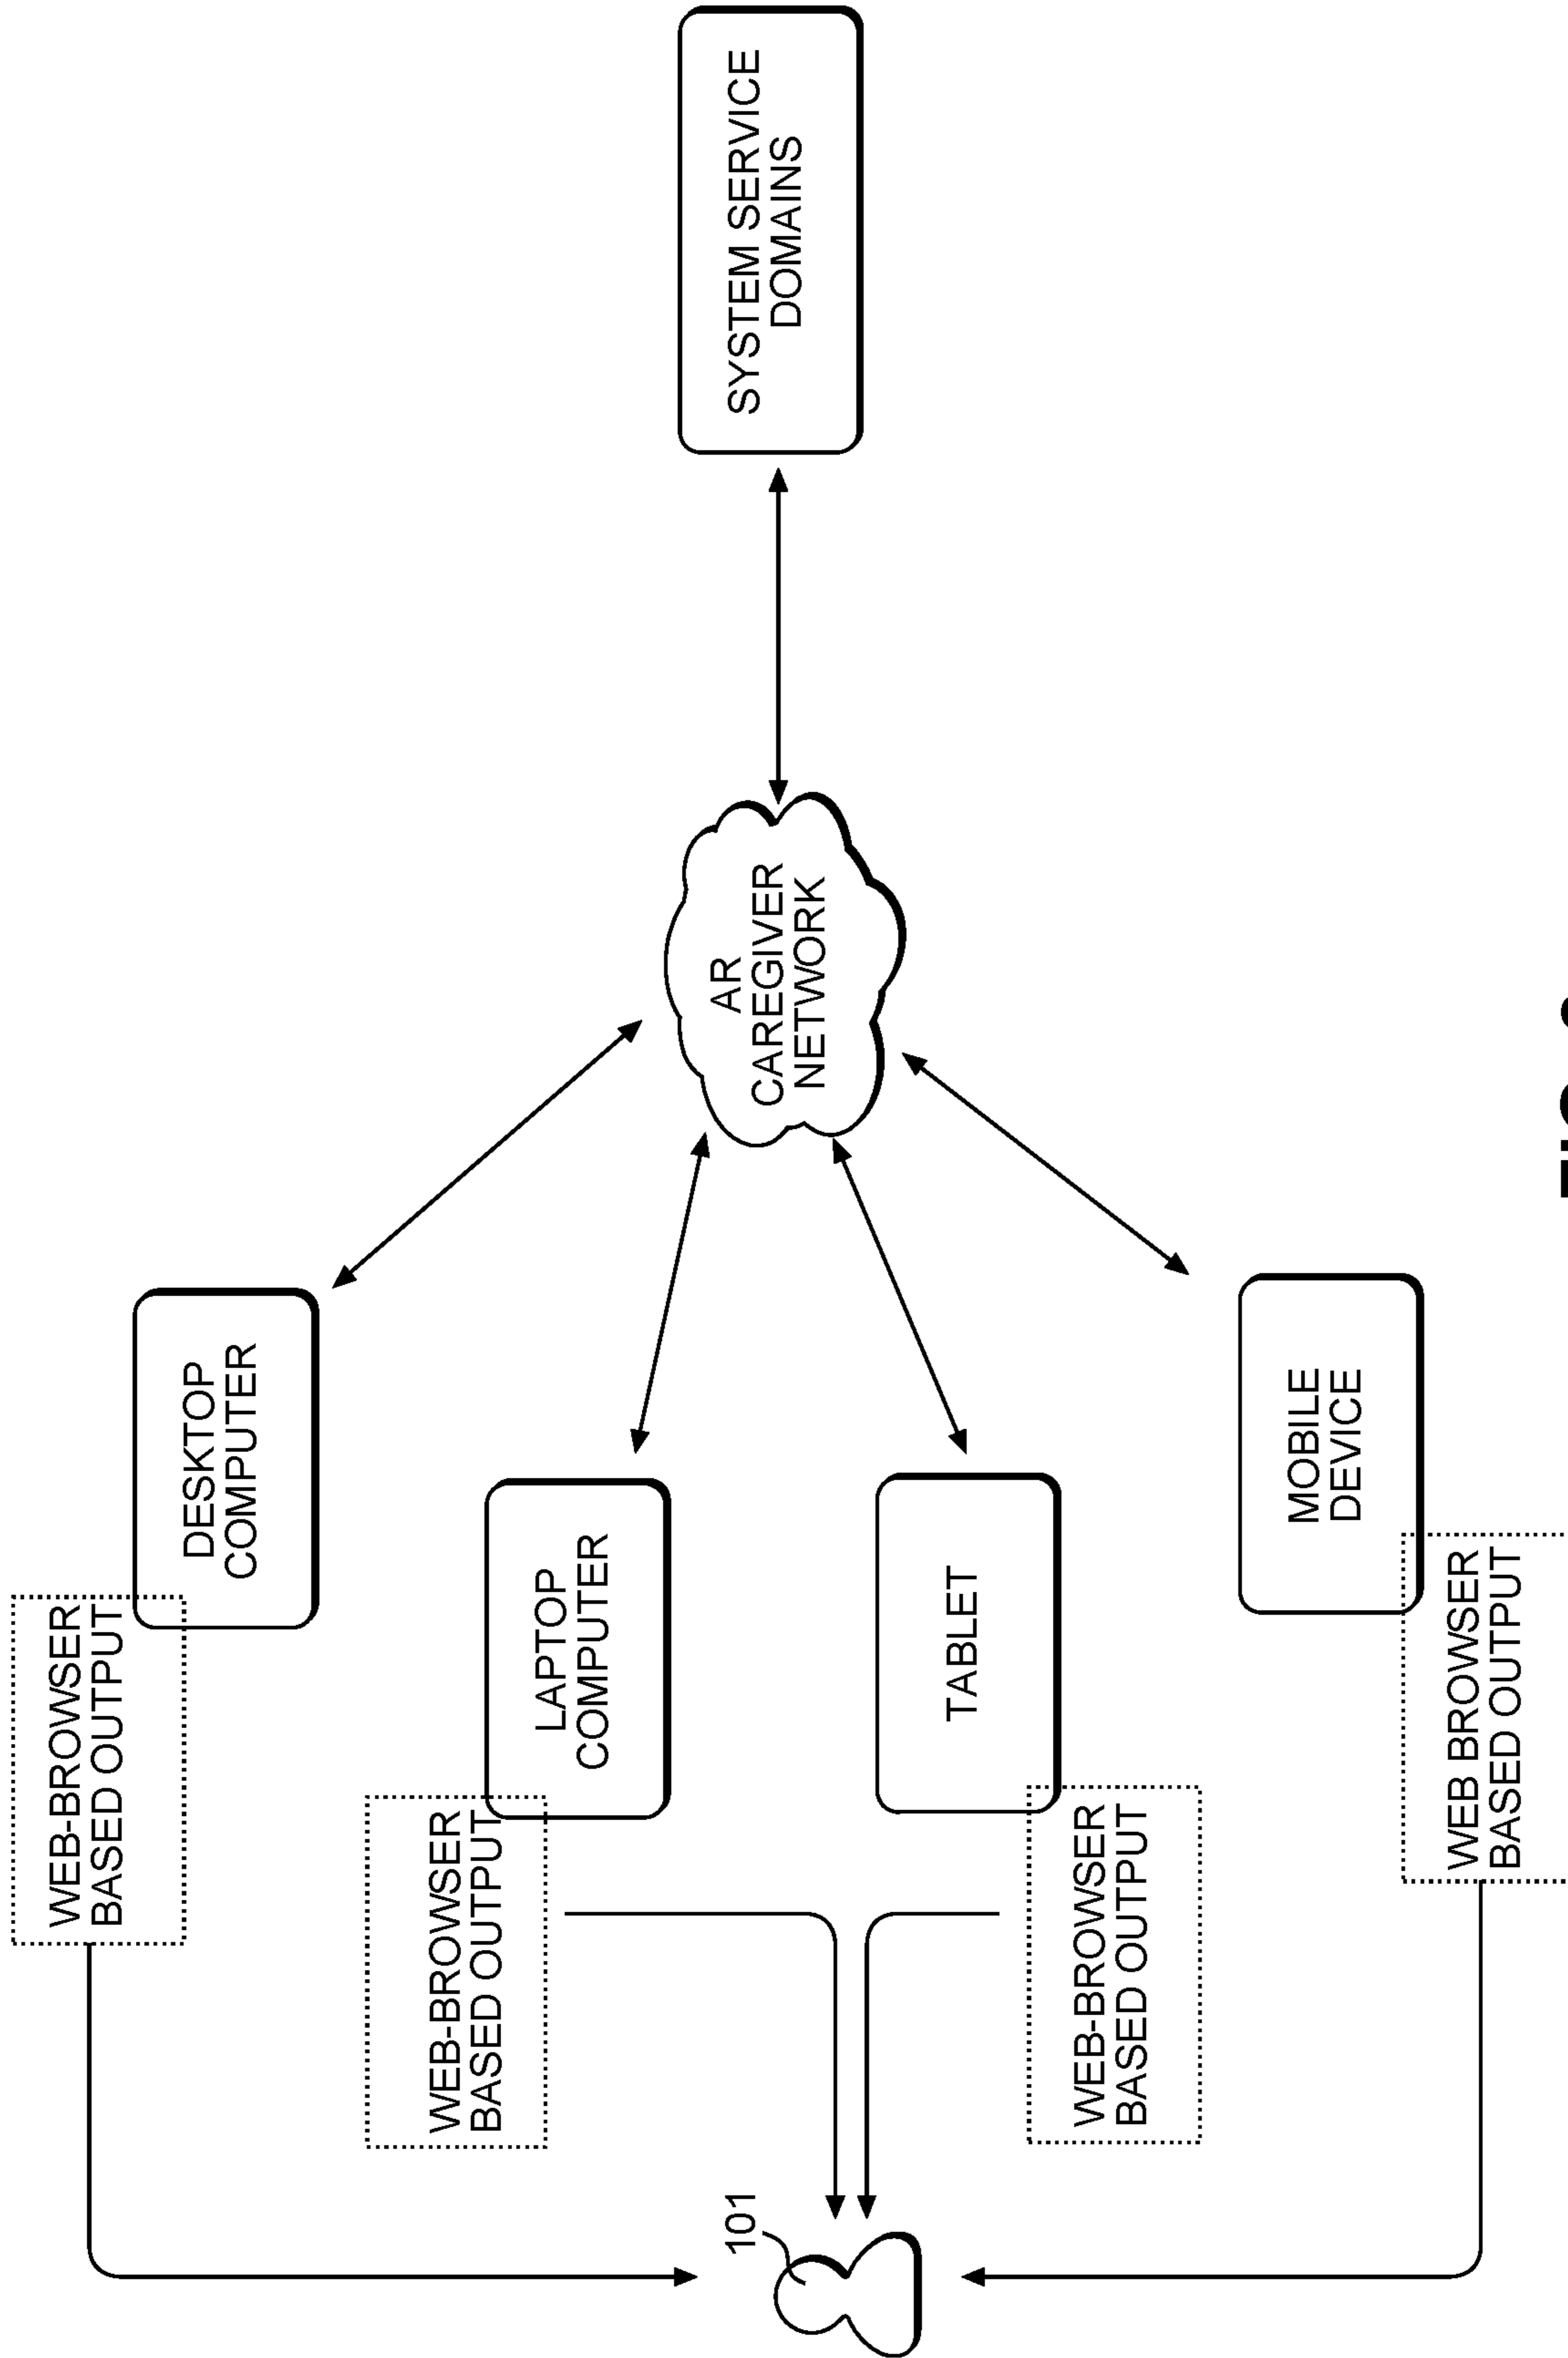 WEB-BROWSER
BASED OUTPUT
DESKTOP
COMPUTER
WEB-BROWSER
BASED OUTPUT
LAPTOP
COMPUTER
101
AR
CAREGIVER
NETWORK
SYSTEM SERVICE
DOMAINS
TABLET
WEB-BROWSER
BASED OUTPUT
MOBILE
DEVICE
WEB BROWSER
BASED OUTPUT